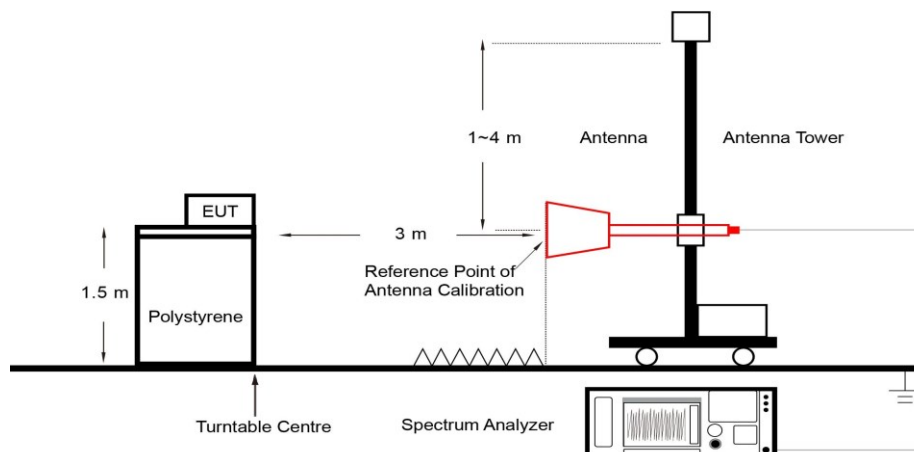 1~4 m
Antenna
Antenna Tower
EUT
3 m
Reference Point of
Antenna Calibration
1.5 m
Polystyrene
Turntable Centre
Spectrum Analyzer